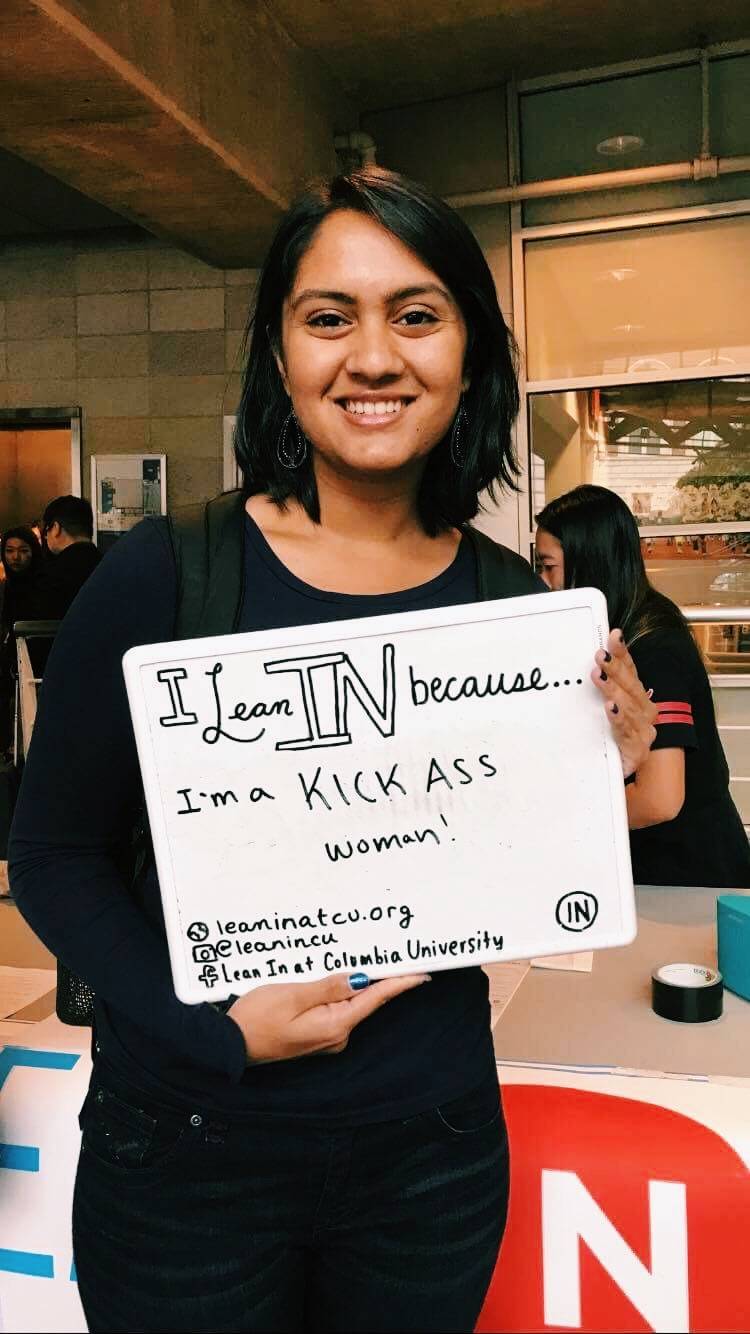 I Lean IN because...
I'm a KICK ASS
woman!
leaninatcu.org
@leanincu
Lean In at Columbia University
IN
N